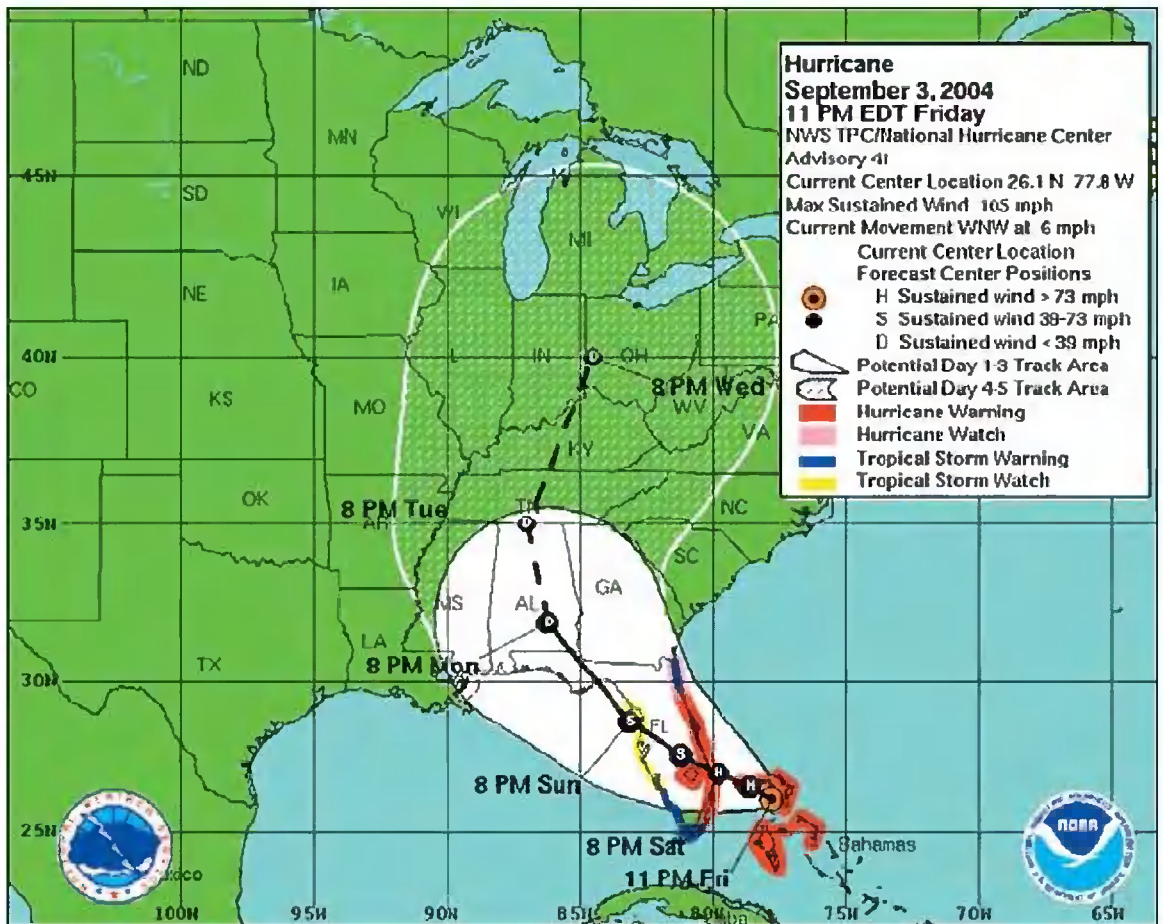 Hurricane
September 3, 2004
11 PM EDT Friday
NWS TPC/National Hurricane Center
Advisory 41
Current Center Location 26.1 N 77.8 W
Max Sustained Wind 105 mph
Current Movement WNW at 6 mph
Current Center Location
Forecast Center Positions
H Sustained wind > 73 mph
S Sustained wind 39-73 mph
D Sustained wind < 39 mph
Potential Day 1-3 Track Area
Potential Day 4-5 Track Area
Hurricane Warning
Hurricane Watch
Tropical Storm Warning
Tropical Storm Watch
ND
MN
45N
SD
WI
MI
MI
NE
IA
PA
40N
IL
IN
D
OH
8 PM Wed
CO
KS
MO
WV
VA
KY
OK
8 PM Tue
TN
NC
35N
AR
D
SC
MS
AL
GA
D
LA
TX
8 PM Mon
30N
S
FL
S
H
H
8 PM Sun
25N
8 PM Sat
Bahamas
NOAA
11 PM Fri
xico
100W
95W
90W
85W
80W
uba
75W
70W
65W